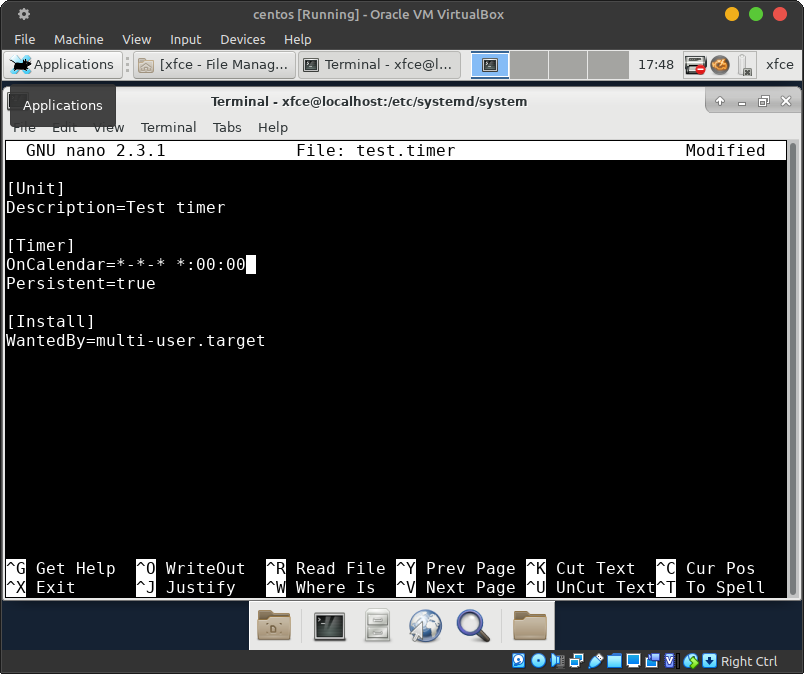 centos [Running] - Oracle VM VirtualBox
File Machine View Input Devices Help
Applications [xfce - File Manag... Terminal - xfce@l... 17:48 xfce
Terminal - xfce@localhost:/etc/systemd/system
Applications
File Edit View Terminal Tabs Help
GNU nano 2.3.1 File: test.timer Modified
[Unit]
Description=Test timer
[Timer]
OnCalendar=*-*-* *:00:00
Persistent=true
[Install]
WantedBy=multi-user.target
^G Get Help ^O WriteOut ^R Read File ^Y Prev Page ^K Cut Text ^C Cur Pos
^X Exit ^J Justify ^W Where Is ^V Next Page ^U UnCut Text ^T To Spell
Right Ctrl